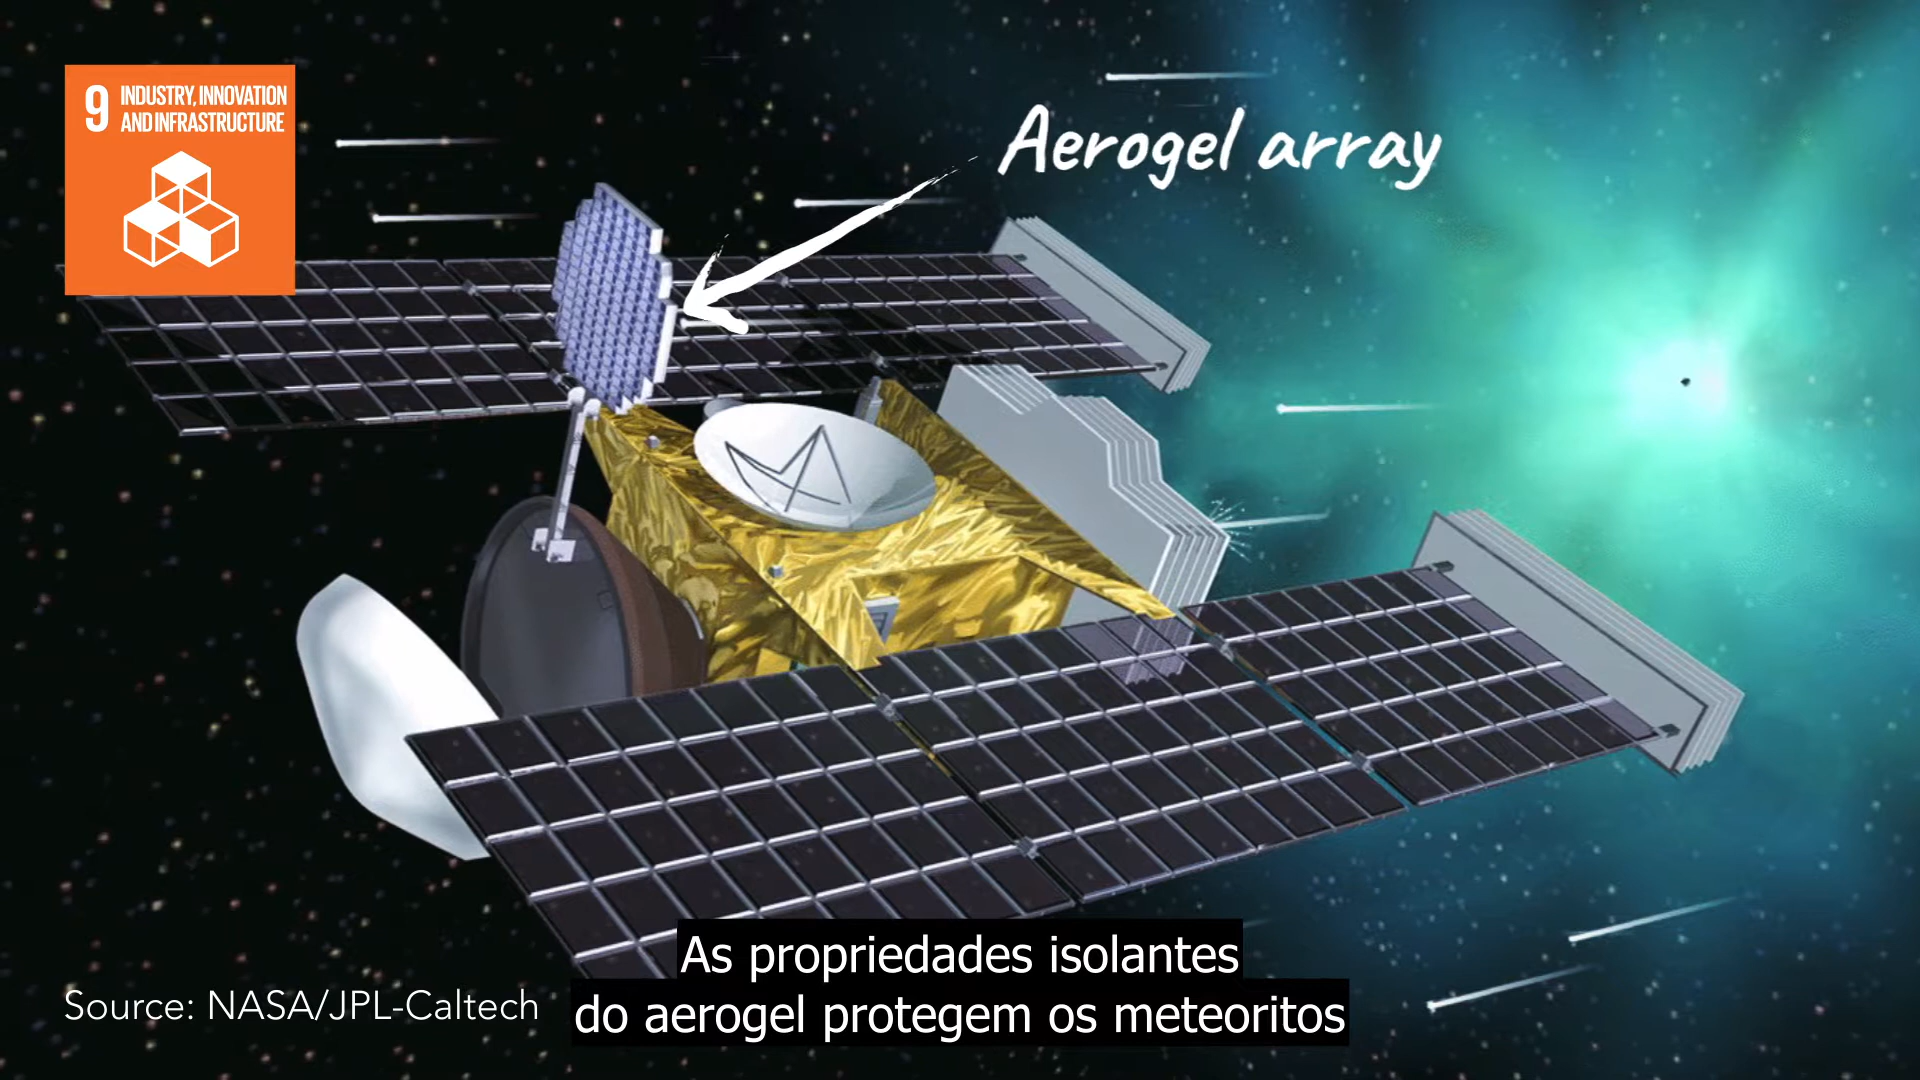 9 INDUSTRY, INNOVATION
AND INFRASTRUCTURE
Aerogel array
As propriedades isolantes
do aerogel protegem os meteoritos
Source: NASA/JPL-Caltech